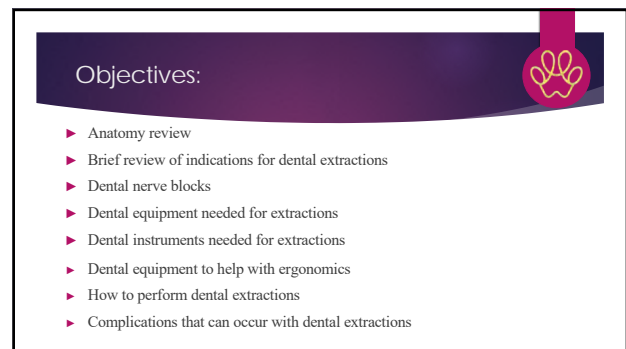 Objectives:
Anatomy review
Brief review of indications for dental extractions
Dental nerve blocks
Dental equipment needed for extractions
Dental instruments needed for extractions
Dental equipment to help with ergonomics
How to perform dental extractions
Complications that can occur with dental extractions